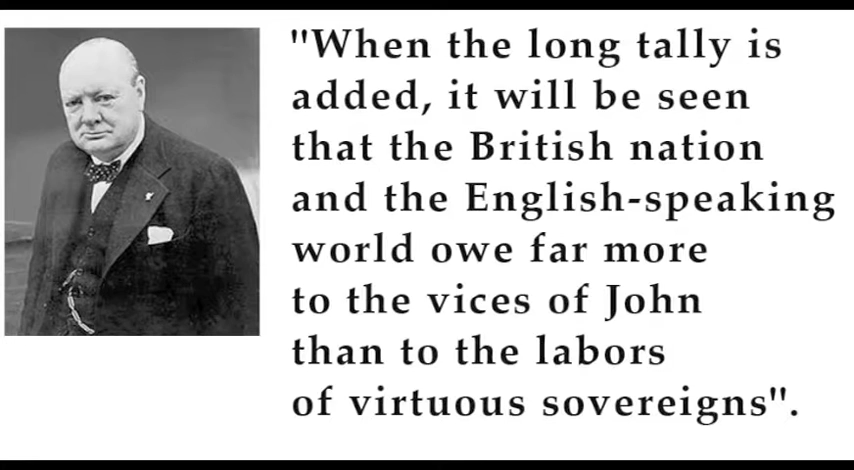 "When the long tally is
added, it will be seen
that the British nation
and the English-speaking
world owe far more
to the vices of John
than to the labors
of virtuous sovereigns".